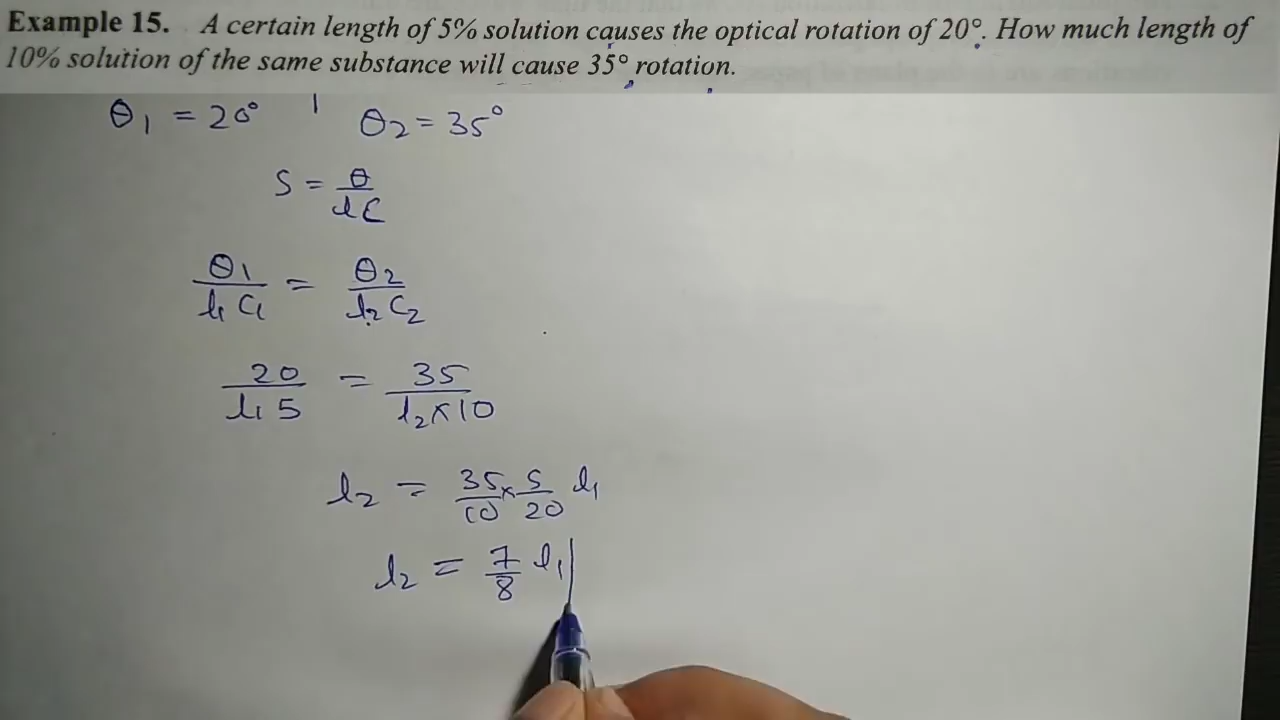 Example 15. A certain length of 5% solution causes the optical rotation of 20°. How much length of
10% solution of the same substance will cause 35° rotation.
θ₁ = 20° | θ₂ = 35°
S = θ/lC
θ₁/l₁C₁ = θ₂/l₂C₂
20/l₁5 = 35/l₂×10
l₂ = 35/10 × 5/20 l₁
l₂ = 7/8 l₁